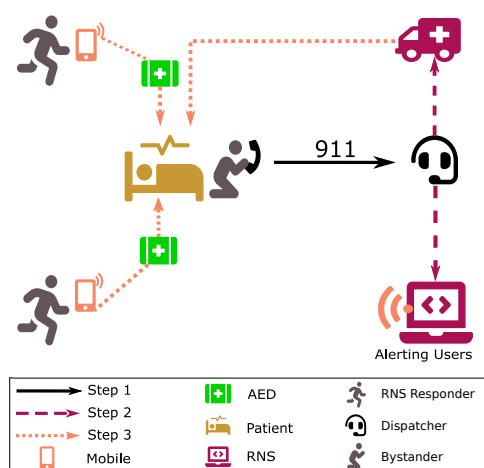 911
Alerting Users
Step 1
AED
RNS Responder
Step 2
Patient
Dispatcher
Step 3
Mobile
RNS
Bystander